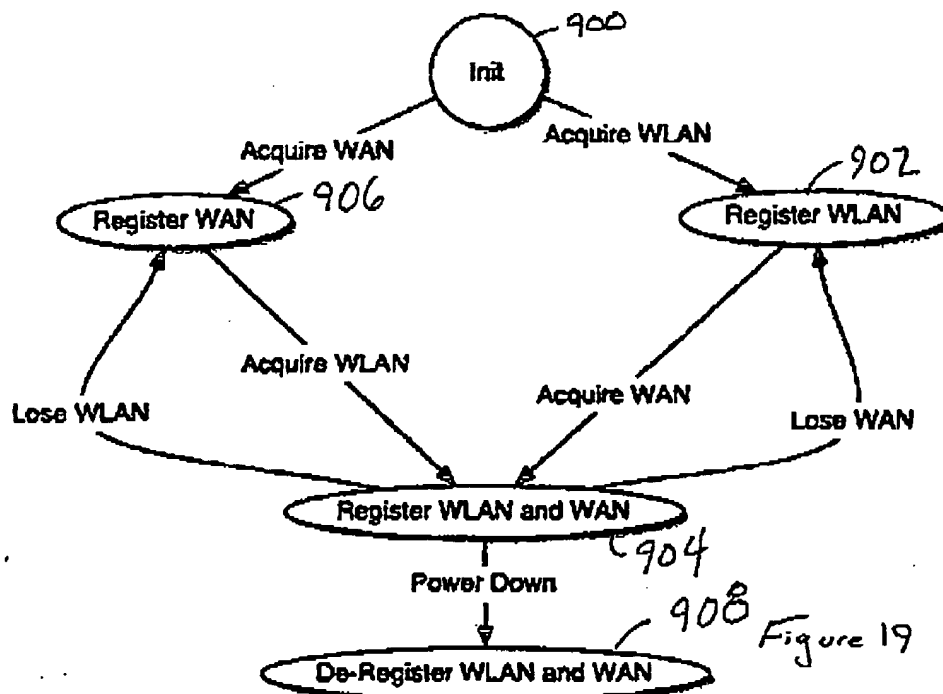 900
Init
Acquire WAN
Acquire WLAN
906
902
Register WAN
Register WLAN
Acquire WLAN
Acquire WAN
Lose WLAN
Lose WAN
Register WLAN and WAN
904
Power Down
908
Figure 19
De-Register WLAN and WAN